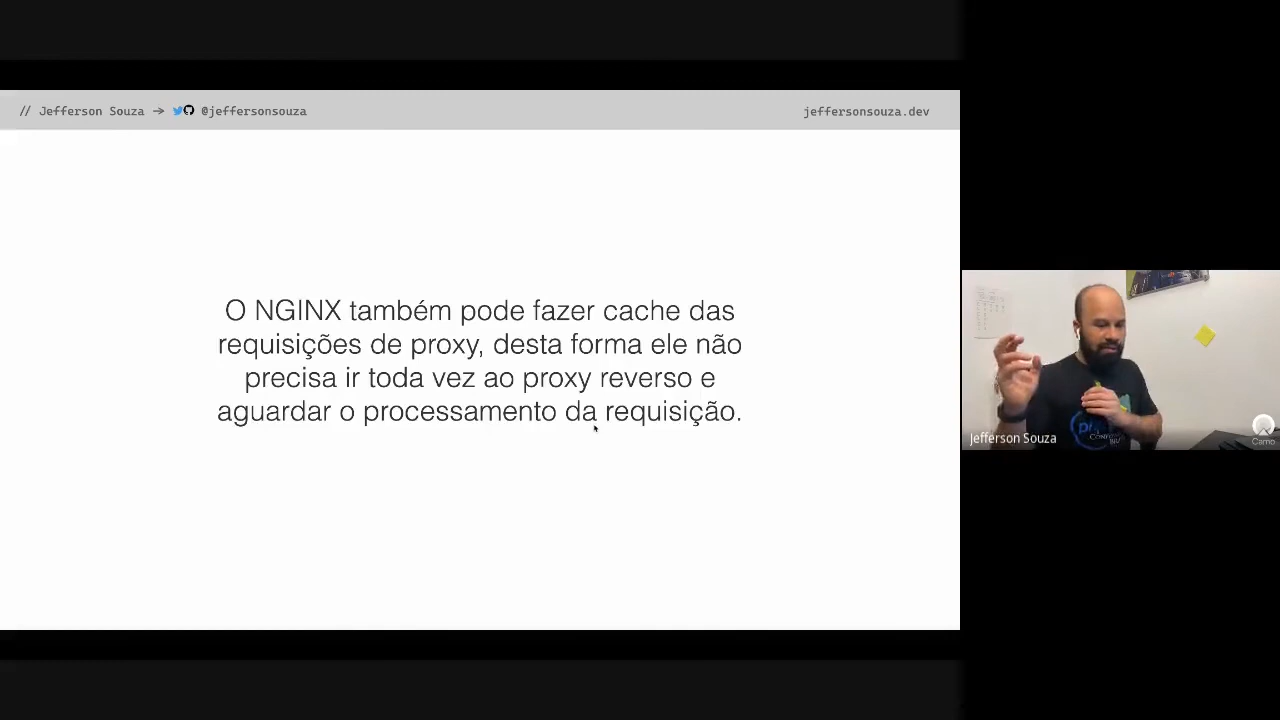 // Jefferson Souza → @jeffersonsouza
jeffersonsouza.dev
O NGINX também pode fazer cache das
requisições de proxy, desta forma ele não
precisa ir toda vez ao proxy reverso e
aguardar o processamento da requisição.
Jefferson Souza
Camo